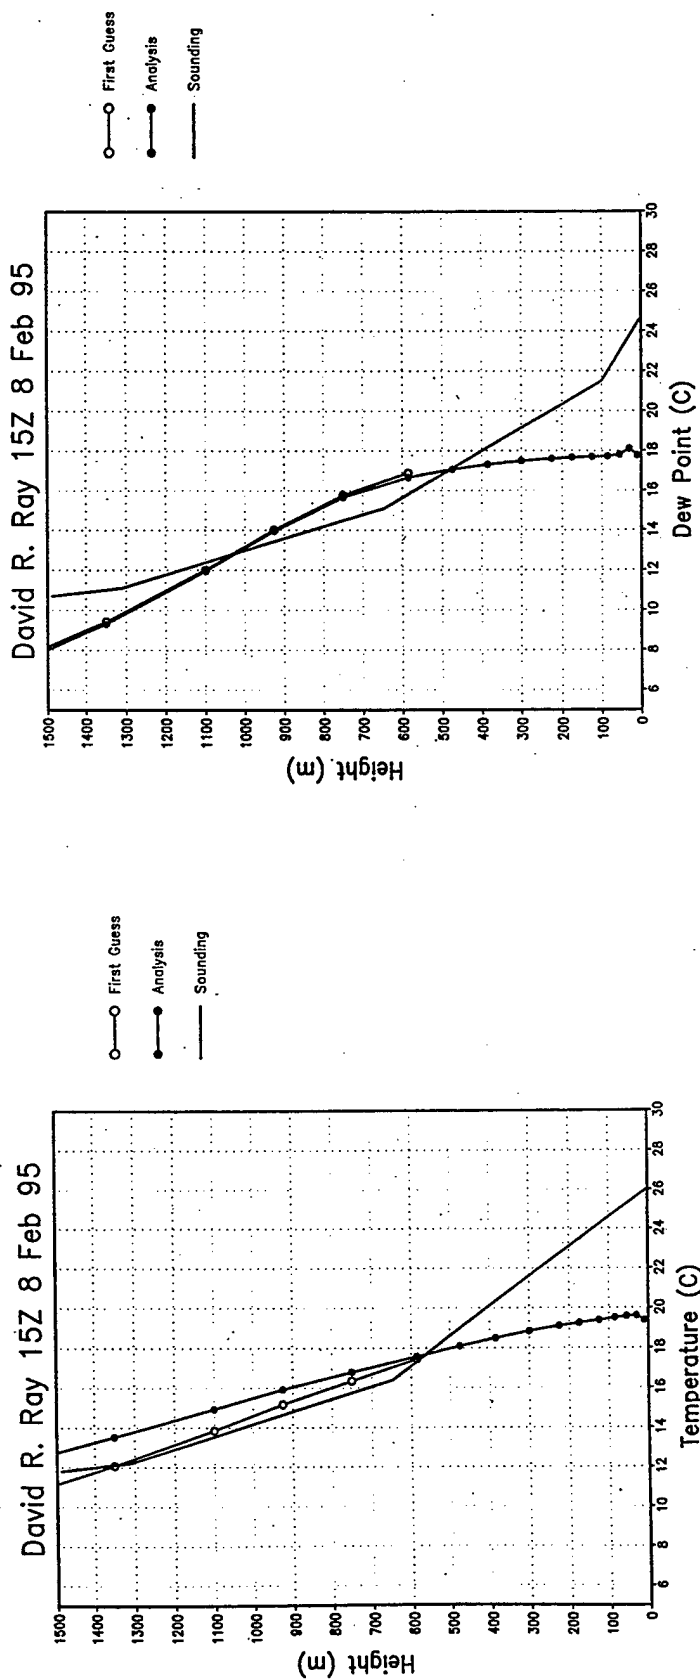 David R. Ray 15Z 8 Feb 95
Height (m)
1500
1400
1300
1200
1100
1000
900
800
700
600
500
400
300
200
100
0
6 8 10 12 14 16 18 20 22 24 26 28 30
Temperature (C)
First Guess
Analysis
Sounding
David R. Ray 15Z 8 Feb 95
Height (m)
1500
1400
1300
1200
1100
1000
900
800
700
600
500
400
300
200
100
0
6 8 10 12 14 16 18 20 22 24 26 28 30
Dew Point (C)
First Guess
Analysis
Sounding